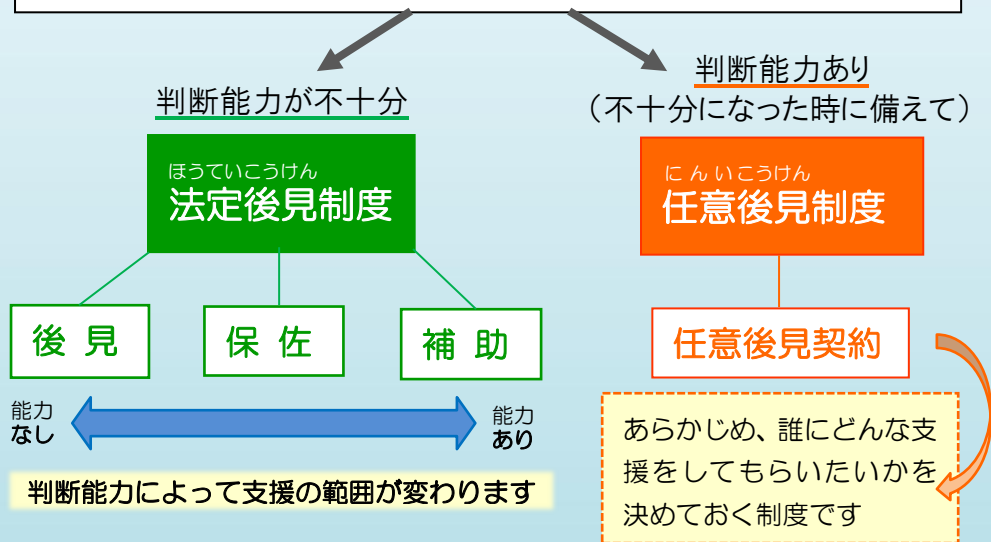 判断能力が不十分
判断能力あり
（不十分になった時に備えて）
ほうていこうけん
法定後見制度
にんいこうけん
任意後見制度
後見
保佐
補助
任意後見契約
能力
なし
能力
あり
判断能力によって支援の範囲が変わります
あらかじめ、誰にどんな支
援をしてもらいたいかを
決めておく制度です